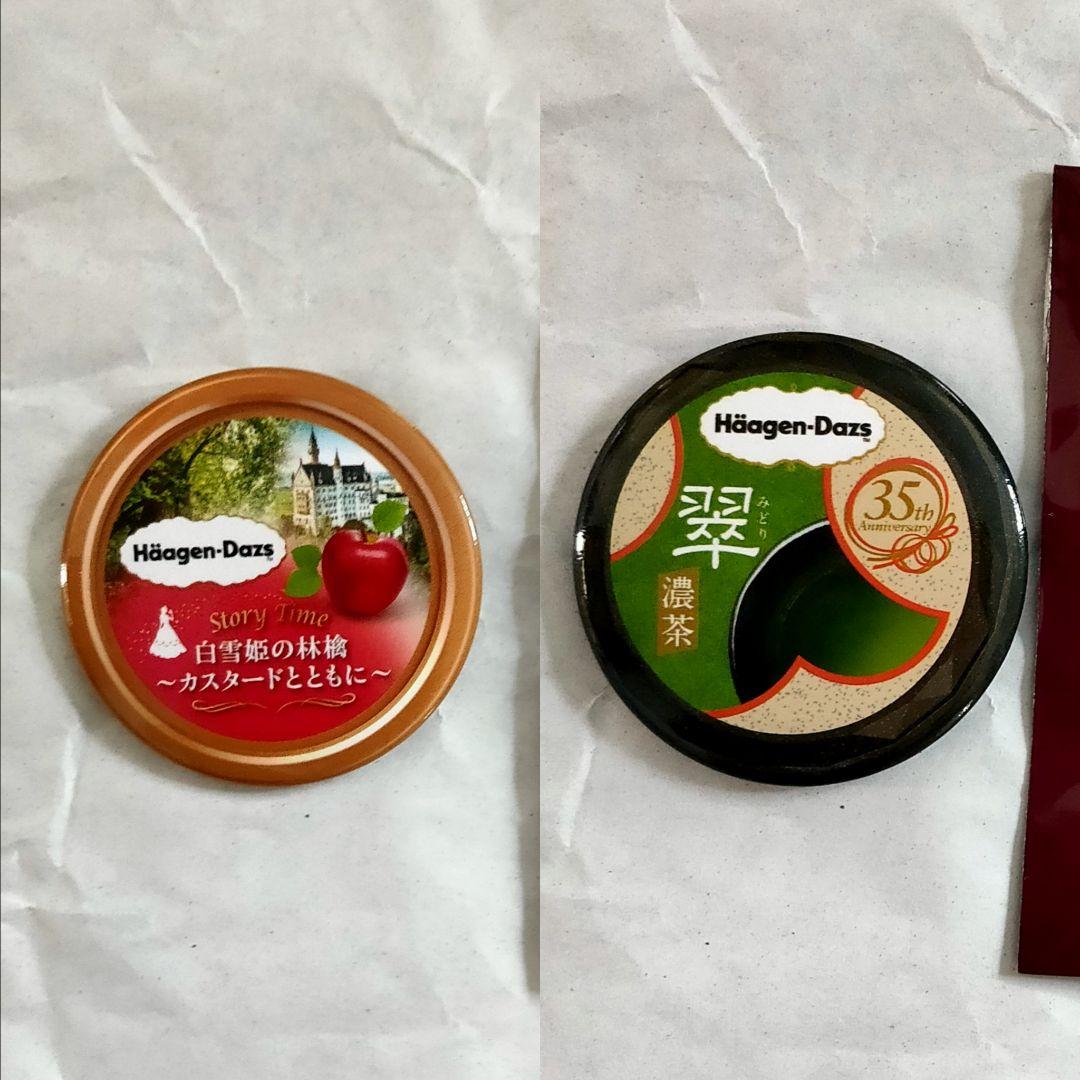 Häagen-Dazs
Story Time
白雪姫の林檎
～カスタードとともに～
Häagen-Dazs
翠
みどり
濃茶
35th
Anniversary